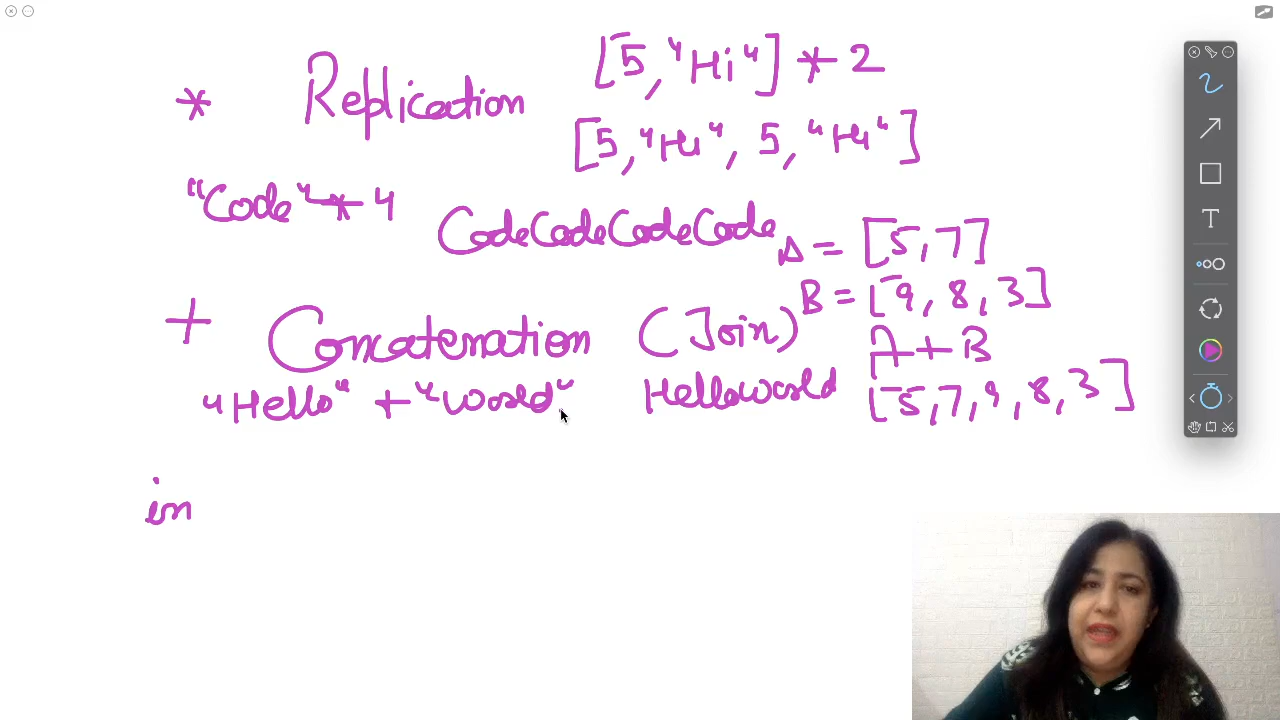 * Replication [5, "Hi"] * 2
[5, "Hi", 5, "Hi"]
"Code" * 4 CodeCodeCodeCode
A = [5, 7]
B = [9, 8, 3]
+ Concatenation (Join)
A + B
"Hello" + "World" HelloWorld [5, 7, 9, 8, 3]
in
T